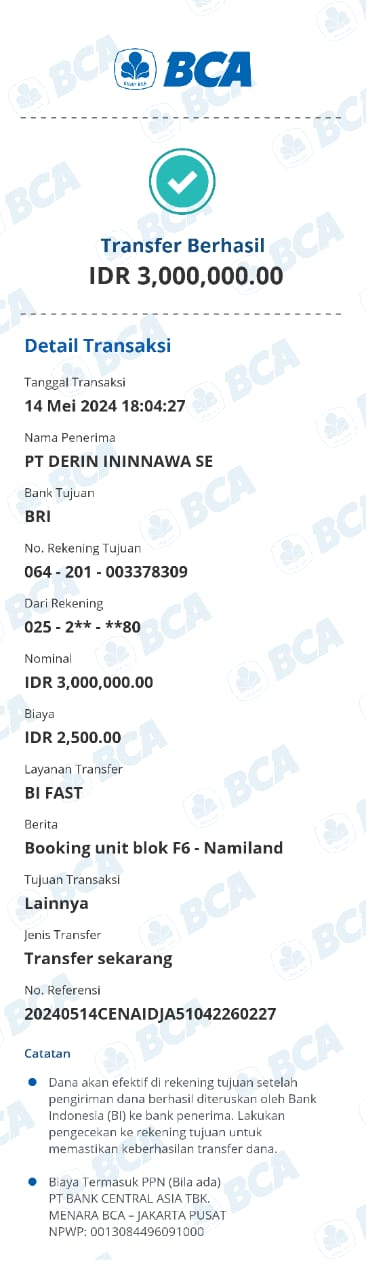 BCA
Transfer Berhasil
IDR 3,000,000.00
Detail Transaksi
Tanggal Transaksi
14 Mei 2024 18:04:27
Nama Penerima
PT DERIN ININNAWA SE
Bank Tujuan
BRI
No. Rekening Tujuan
064 - 201 - 003378309
Dari Rekening
025 - 2** - **80
Nominal
IDR 3,000,000.00
Biaya
IDR 2,500.00
Layanan Transfer
BI FAST
Berita
Booking unit blok F6 - Namiland
Tujuan Transaksi
Lainnya
Jenis Transfer
Transfer sekarang
No. Referensi
20240514CENAIDJA51042260227
Catatan
Dana akan efektif di rekening tujuan setelah
pengiriman dana berhasil diteruskan oleh Bank
Indonesia (BI) ke bank penerima. Lakukan
pengecekan ke rekening tujuan untuk
memastikan keberhasilan transfer dana.
Biaya Termasuk PPN (Bila ada)
PT BANK CENTRAL ASIA TBK.
MENARA BCA – JAKARTA PUSAT
NPWP: 0013084496091000